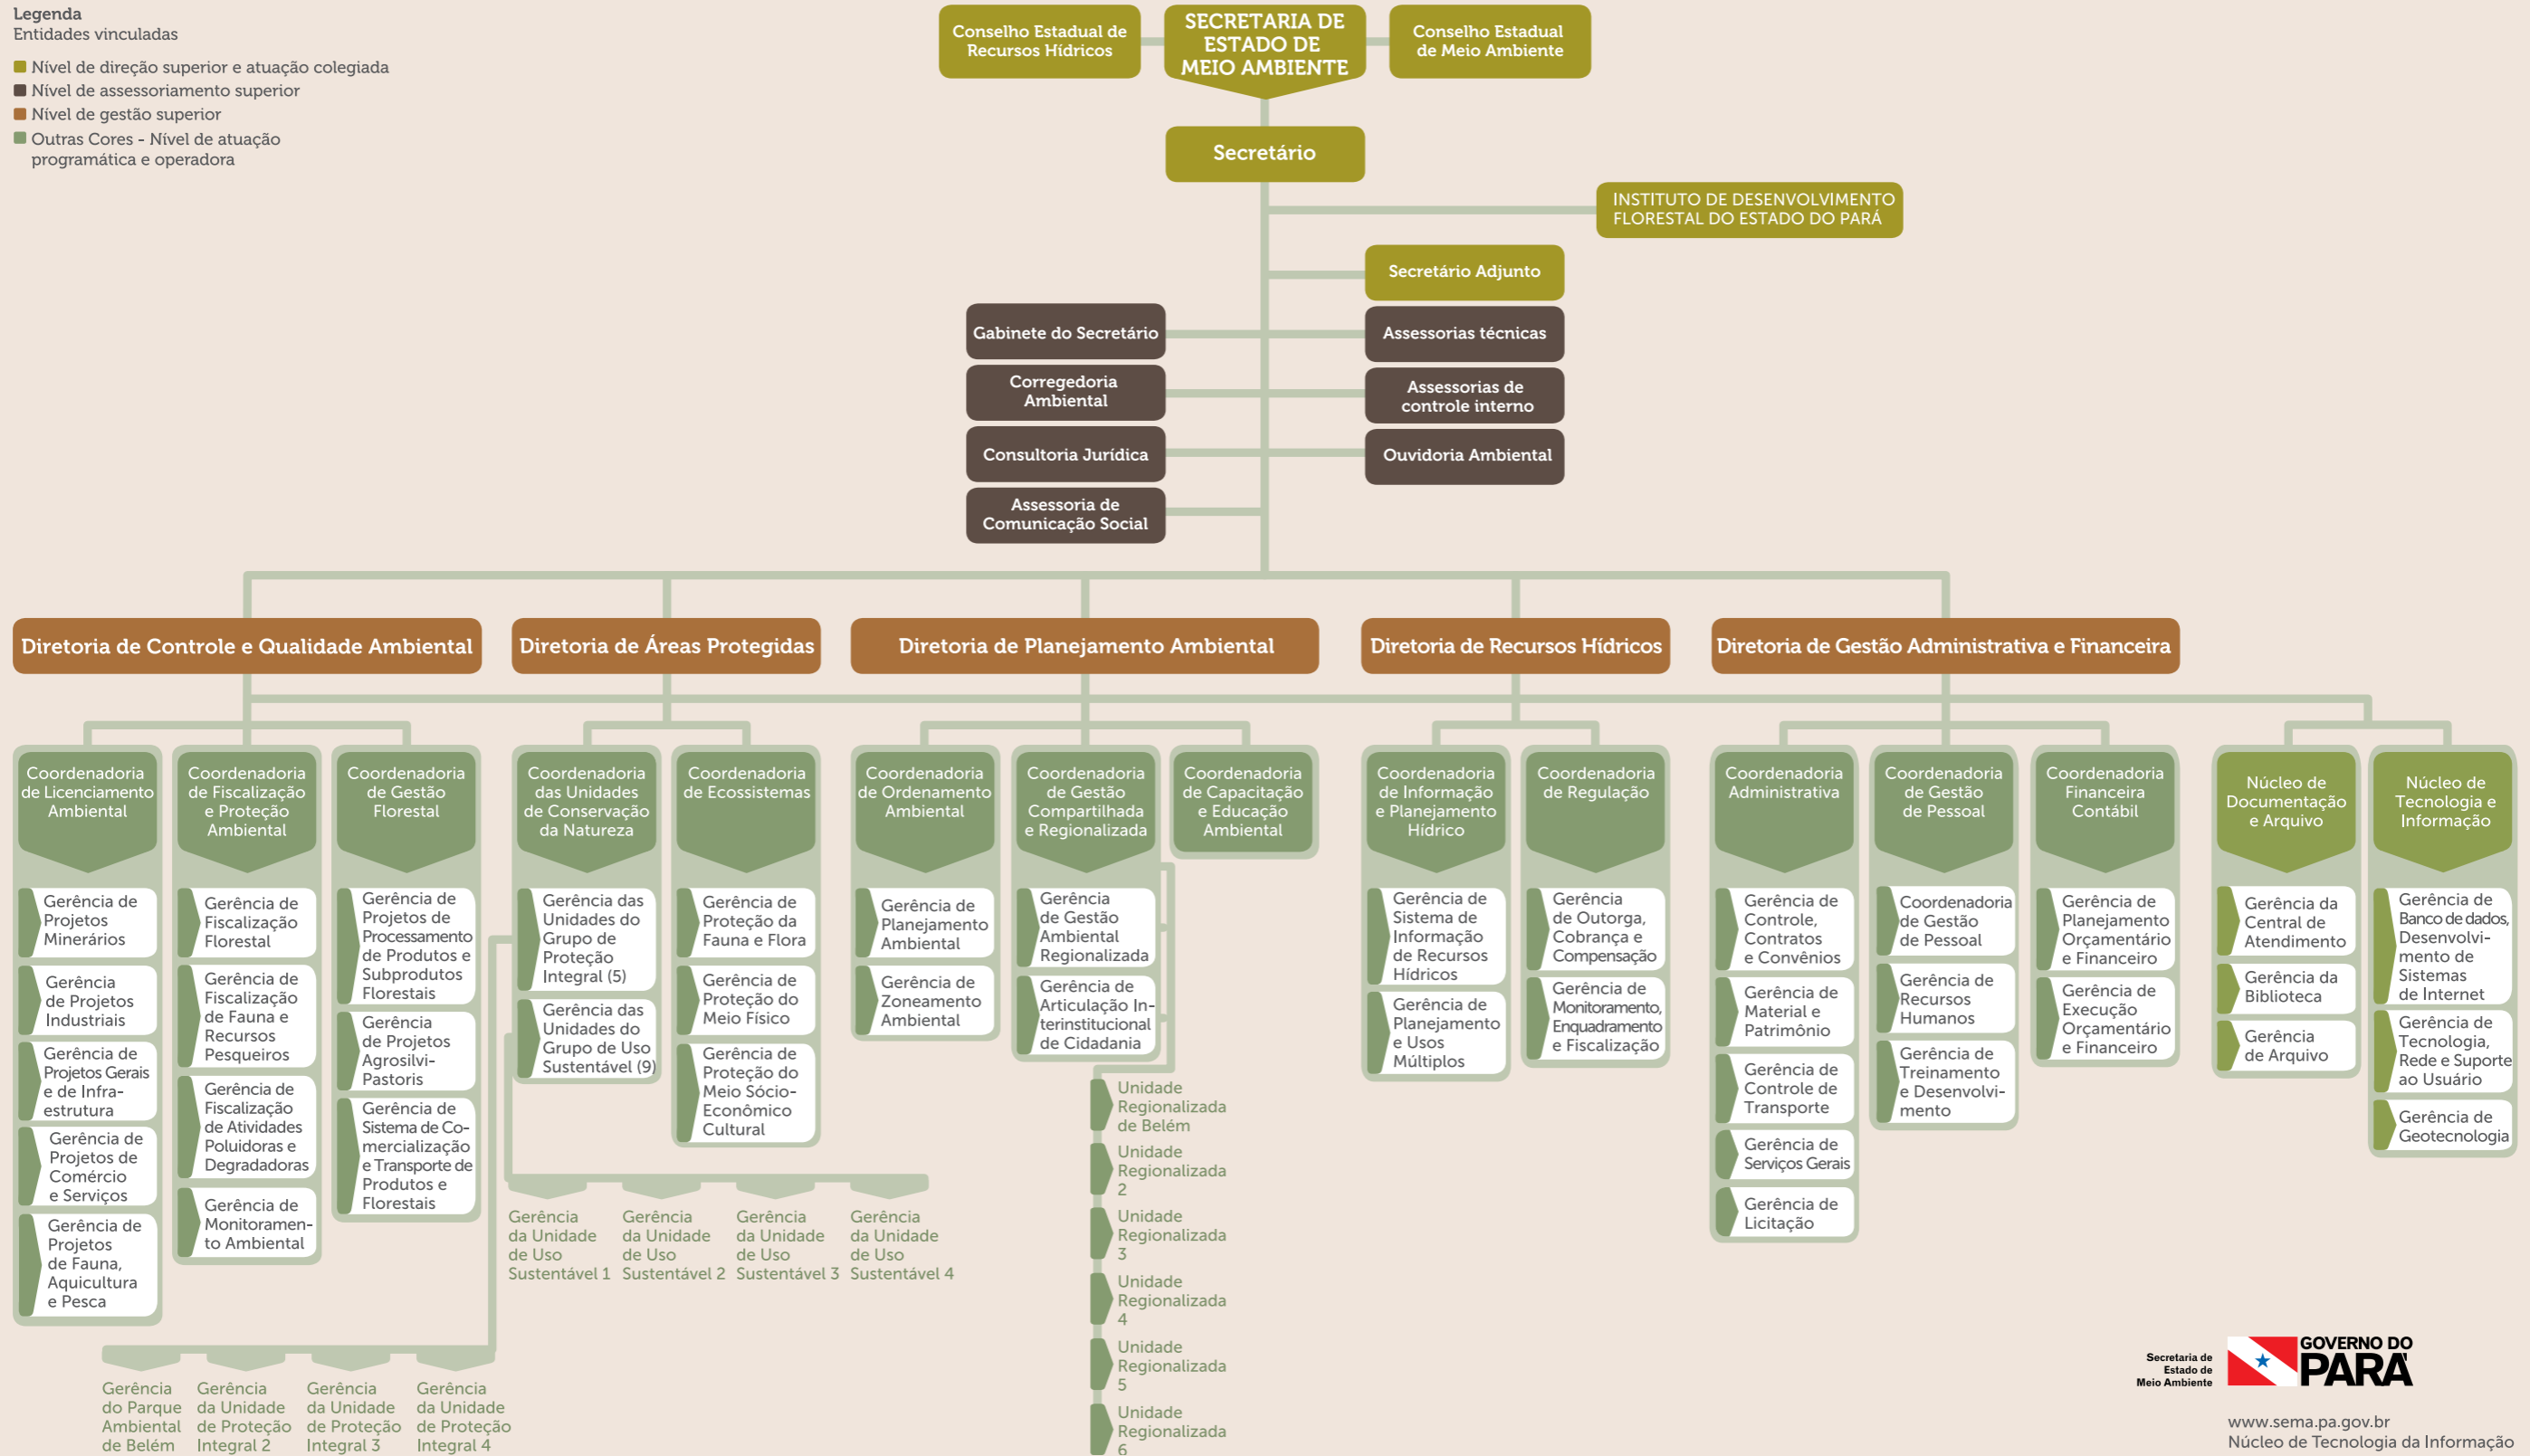 Legenda
Entidades vinculadas
Nível de direção superior e atuação colegiada
Nível de assessoriamento superior
Nível de gestão superior
Outras Cores - Nível de atuação
programática e operadora
Conselho Estadual de
Recursos Hídricos
SECRETARIA DE
ESTADO DE
MEIO AMBIENTE
Conselho Estadual
de Meio Ambiente
Secretário
INSTITUTO DE DESENVOLVIMENTO
FLORESTAL DO ESTADO DO PARÁ
Secretário Adjunto
Gabinete do Secretário
Assessorias técnicas
Corregedoria
Ambiental
Assessorias de
controle interno
Consultoria Jurídica
Ouvidoria Ambiental
Assessoria de
Comunicação Social
Diretoria de Controle e Qualidade Ambiental
Diretoria de Áreas Protegidas
Diretoria de Planejamento Ambiental
Diretoria de Recursos Hídricos
Diretoria de Gestão Administrativa e Financeira
Coordenadoria
de Licenciamento
Ambiental
Gerência de
Projetos
Minerários
Gerência
de Projetos
Industriais
Gerência de
Projetos Gerais
e de Infra-
estrutura
Gerência de
Projetos de
Comércio
e Serviços
Gerência de
Projetos
de Fauna,
Aquicultura
e Pesca
Coordenadoria
de Fiscalização
e Proteção
Ambiental
Gerência de
Fiscalização
Florestal
Gerência de
Fiscalização
de Fauna e
Recursos
Pesqueiros
Gerência de
Fiscalização
de Atividades
Poluidoras e
Degradadoras
Gerência de
Monitoramen-
to Ambiental
Coordenadoria
de Gestão
Florestal
Gerência de
Projetos de
Processamento
de Produtos e
Subprodutos
Florestais
Gerência
de Projetos
Agrosilvi-
Pastoris
Gerência de
Sistema de Co-
mercialização
e Transporte de
Produtos e
Florestais
Coordenadoria
das Unidades
de Conservação
da Natureza
Gerência das
Unidades do
Grupo de
Proteção
Integral (5)
Gerência das
Unidades do
Grupo de Uso
Sustentável (9)
Coordenadoria
de Ecossistemas
Gerência de
Proteção da
Fauna e Flora
Gerência de
Proteção do
Meio Físico
Gerência de
Proteção do
Meio Sócio-
Econômico
Cultural
Gerência
da Unidade
de Uso
Sustentável 1
Gerência
da Unidade
de Uso
Sustentável 2
Gerência
da Unidade
de Uso
Sustentável 3
Gerência
da Unidade
de Uso
Sustentável 4
Gerência
do Parque
Ambiental
de Belém
Gerência
da Unidade
de Proteção
Integral 2
Gerência
da Unidade
de Proteção
Integral 3
Gerência
da Unidade
de Proteção
Integral 4
Coordenadoria
de Ordenamento
Ambiental
Gerência de
Planejamento
Ambiental
Gerência de
Zoneamento
Ambiental
Coordenadoria
de Gestão
Compartilhada
e Regionalizada
Gerência
de Gestão
Ambiental
Regionalizada
Gerência de
Articulação In-
terinstitucional
de Cidadania
Coordenadoria
de Capacitação
e Educação
Ambiental
Unidade
Regionalizada
de Belém
Unidade
Regionalizada
2
Unidade
Regionalizada
3
Unidade
Regionalizada
4
Unidade
Regionalizada
5
Unidade
Regionalizada
6
Coordenadoria
de Informação
e Planejamento
Hídrico
Gerência de
Sistema de
Informação
de Recursos
Hídricos
Gerência de
Planejamento
e Usos
Múltiplos
Coordenadoria
de Regulação
Gerência
de Outorga,
Cobrança e
Compensação
Gerência de
Monitoramento,
Enquadramento
e Fiscalização
Coordenadoria
Administrativa
Gerência de
Controle,
Contratos
e Convênios
Gerência de
Material e
Patrimônio
Gerência de
Controle de
Transporte
Gerência de
Serviços Gerais
Gerência de
Licitação
Coordenadoria
de Gestão
de Pessoal
Coordenadoria
de Gestão
de Pessoal
Gerência de
Recursos
Humanos
Gerência de
Treinamento
e Desenvolvi-
mento
Coordenadoria
Financeira
Contábil
Gerência de
Planejamento
Orçamentário
e Financeiro
Gerência de
Execução
Orçamentário
e Financeiro
Núcleo de
Documentação
e Arquivo
Gerência da
Central de
Atendimento
Gerência da
Biblioteca
Gerência
de Arquivo
Núcleo de
Tecnologia e
Informação
Gerência de
Banco de dados,
Desenvolvi-
mento de
Sistemas
de Internet
Gerência de
Tecnologia,
Rede e Suporte
ao Usuário
Gerência de
Geotecnologia
Secretaria de
Estado de
Meio Ambiente
GOVERNO DO
PARÁ
www.sema.pa.gov.br
Núcleo de Tecnologia da Informação